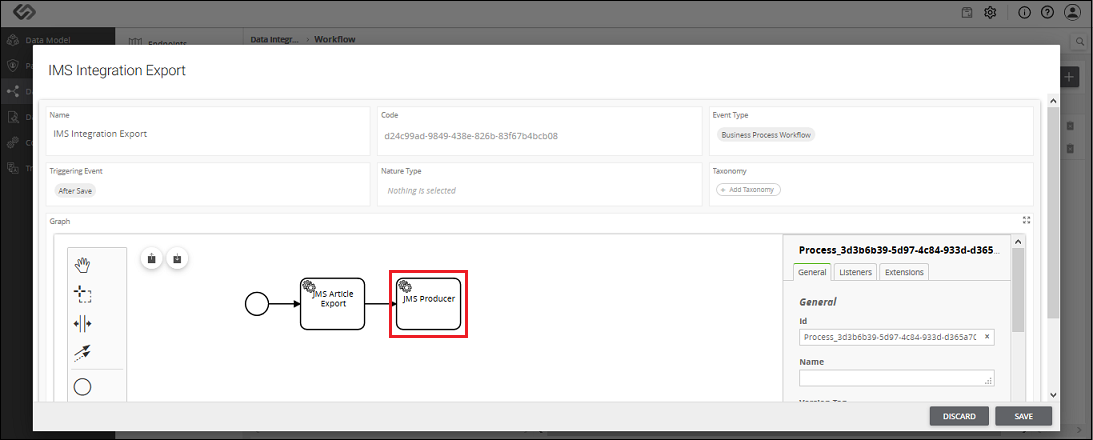 Data Integr... > Workflow
Data Model
Endpoints
IMS Integration Export
Name
IMS Integration Export
Code
d24c99ad-9849-438e-826b-83f67b4bcb08
Event Type
Business Process Workflow
Triggering Event
After Save
Nature Type
Nothing is selected
Taxonomy
+ Add Taxonomy
Graph
JMS Article
Export
JMS Producer
Process_3d3b6b39-5d97-4c84-933d-d365...
General
Listeners
Extensions
General
Id
Process_3d3b6b39-5d97-4c84-933d-d365a70
×
Name
Version Tag
DISCARD
SAVE